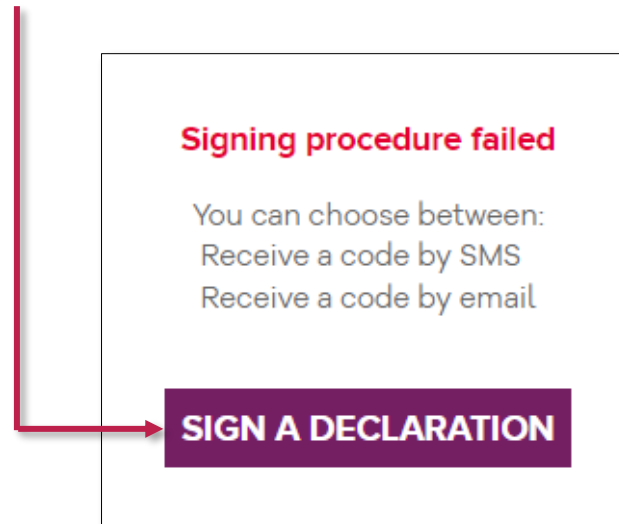 Signing procedure failed
You can choose between:
Receive a code by SMS
Receive a code by email
SIGN A DECLARATION